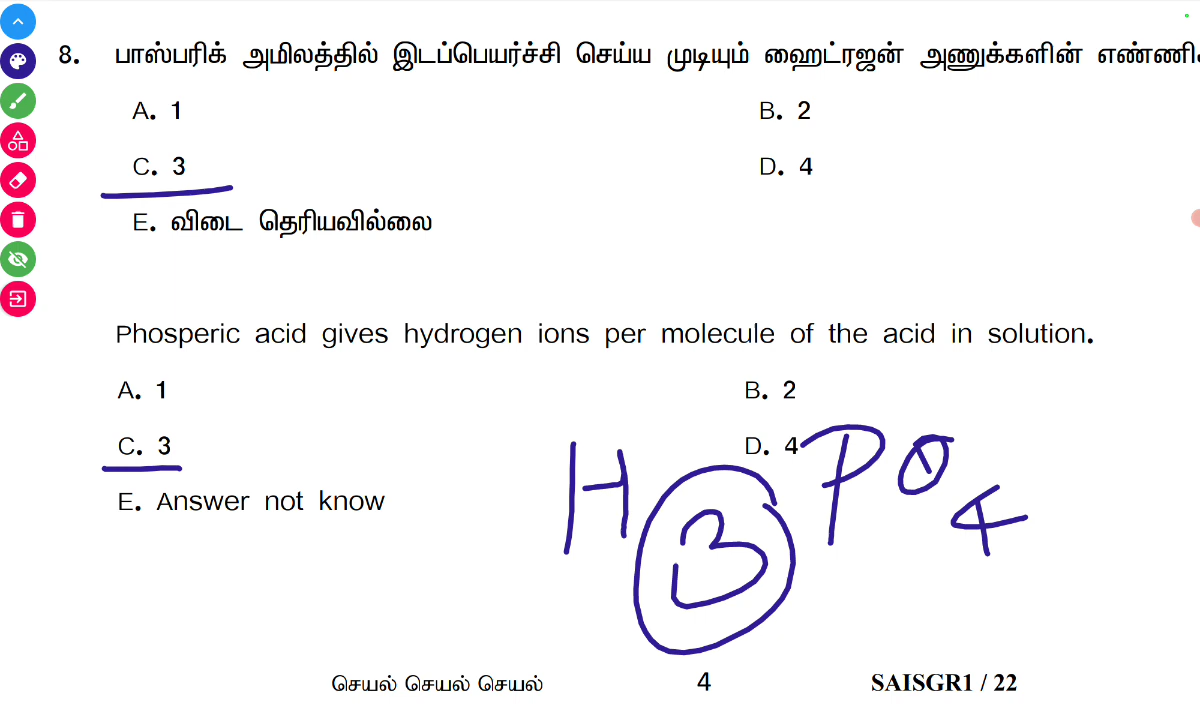 8. பாஸ்பரிக் அமிலத்தில் இடப்பெயர்ச்சி செய்ய முடியும் ஹைட்ரஜன் அணுக்களின்
A. 1 B. 2
C. 3 D. 4
E. விடை தெரியவில்லை
Phosperic acid gives hydrogen ions per molecule of the acid in solution.
A. 1 B. 2
C. 3 D. 4
E. Answer not know
H3PO4
செயல் செயல் செயல் 4 SAISGR1 / 22